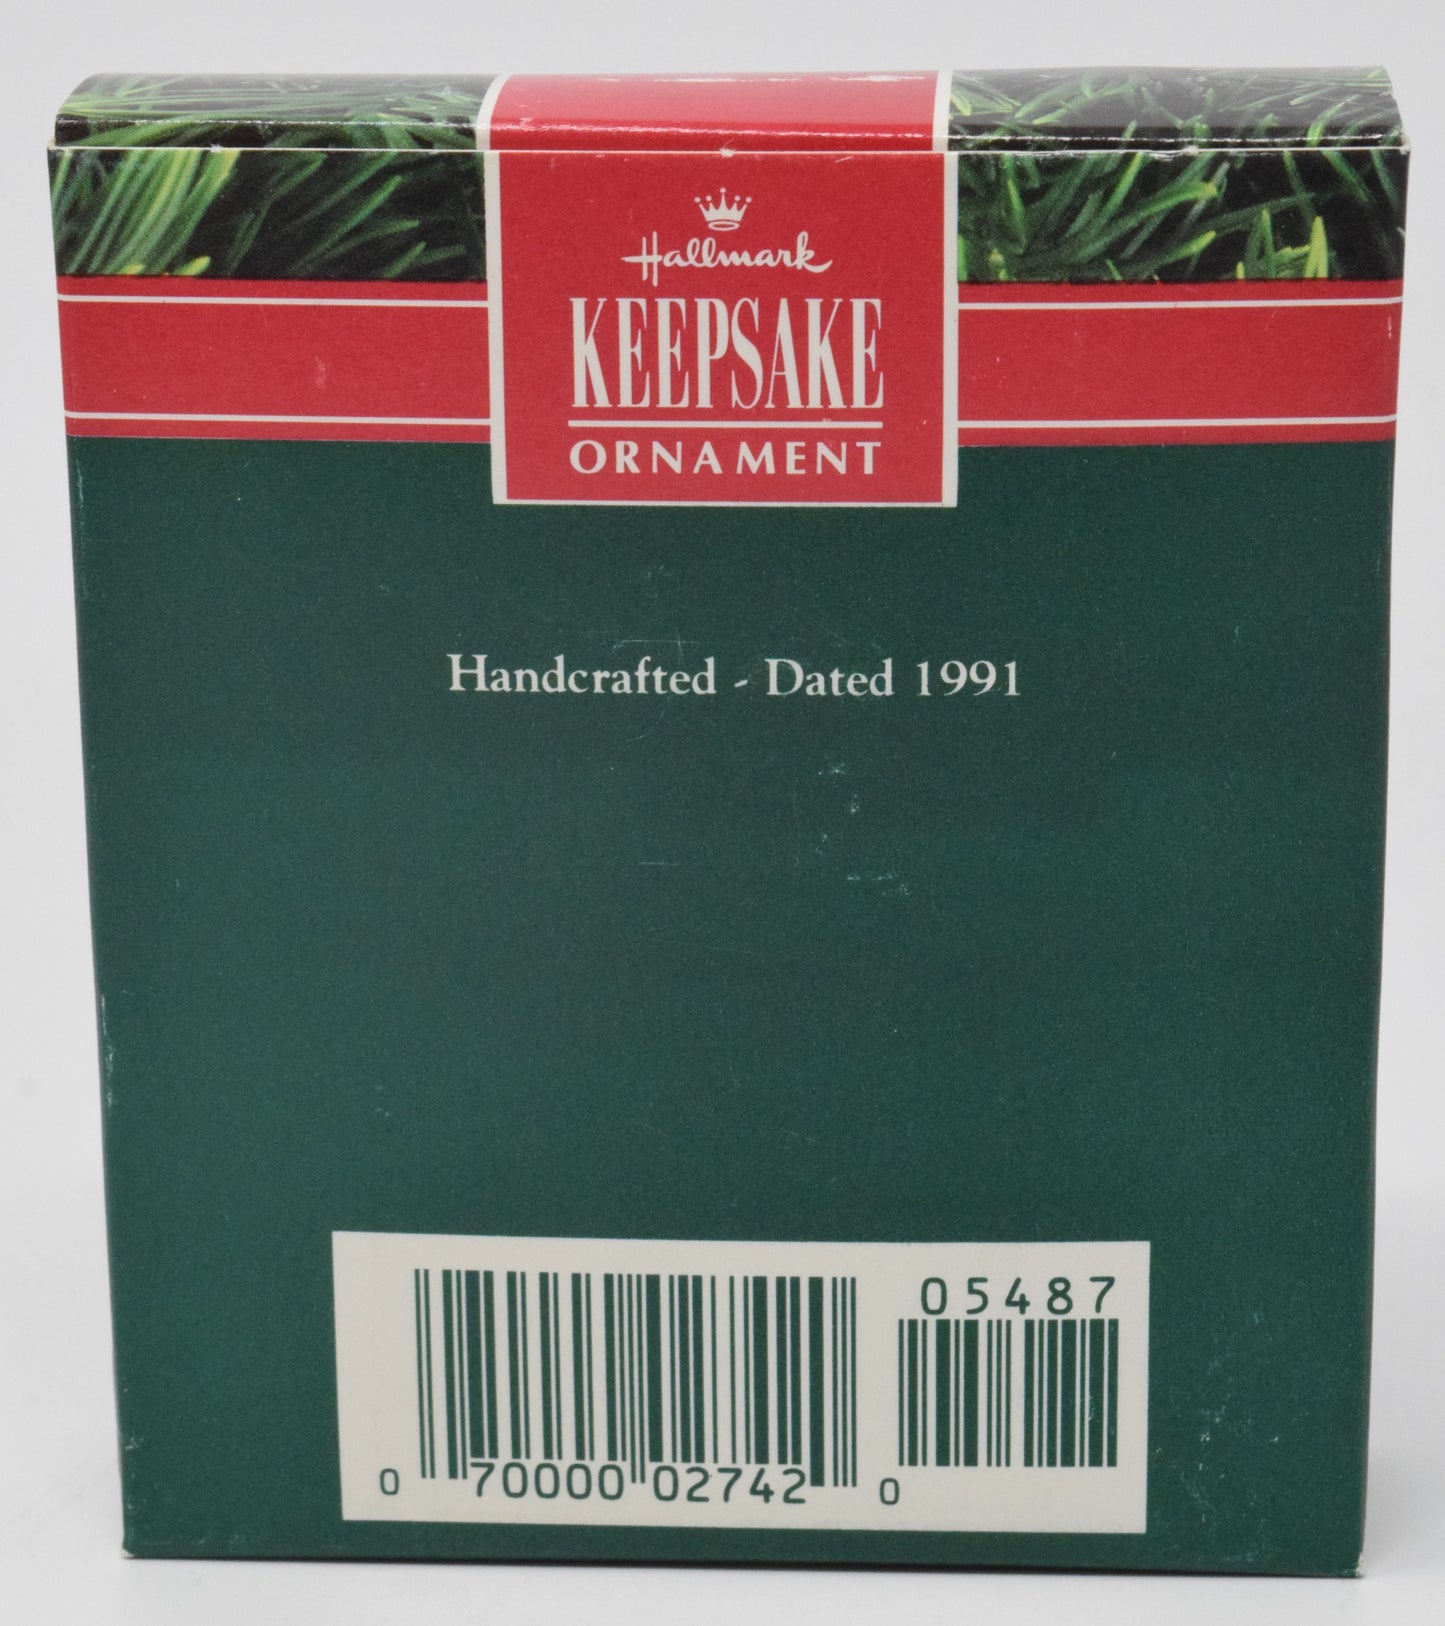 Hallmark
KEEPSAKE
ORNAMENT
Handcrafted - Dated 1991
05487
0 70000 02742 0